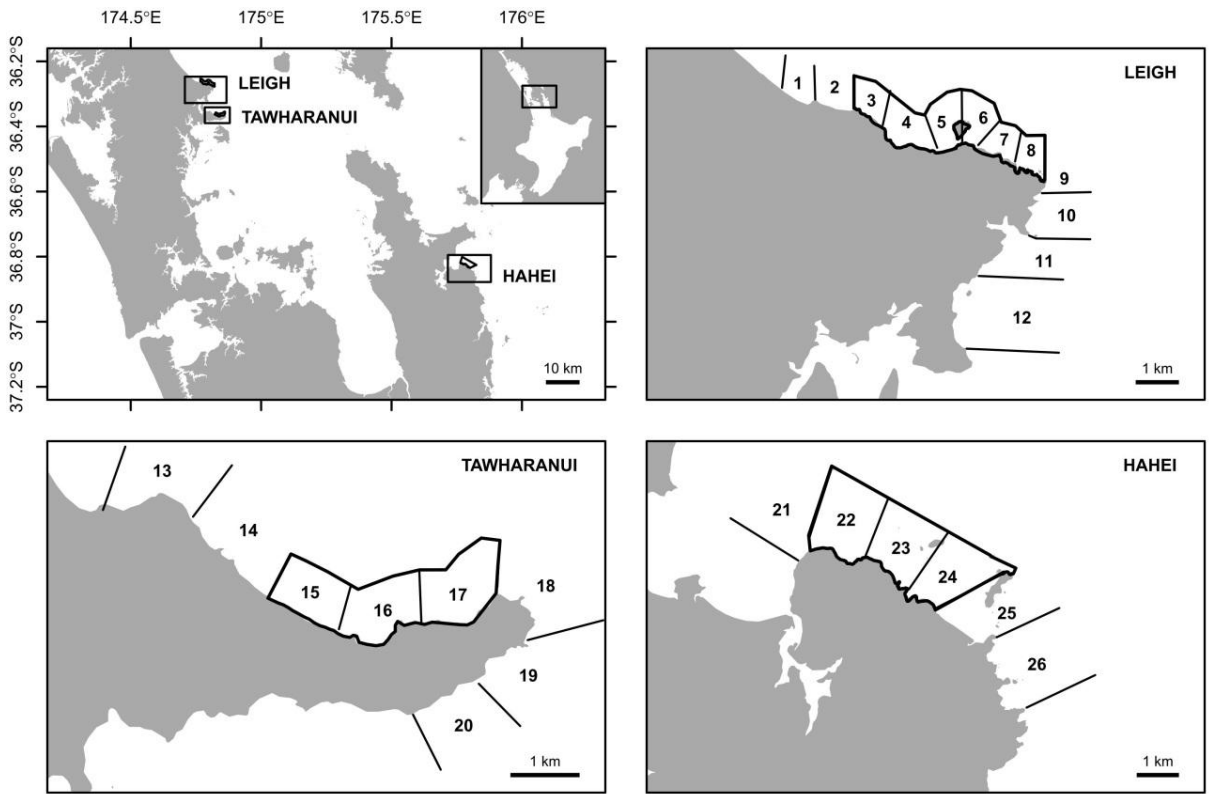 174.5°E 175°E 175.5°E 176°E
36.2°S
36.4°S
36.6°S
36.8°S
37°S
37.2°S
LEIGH
TAWHARANUI
HAHEI
10 km
LEIGH
1
2
3
4
5
6
7
8
9
10
11
12
1 km
TAWHARANUI
13
14
15
16
17
18
19
20
1 km
HAHEI
21
22
23
24
25
26
1 km